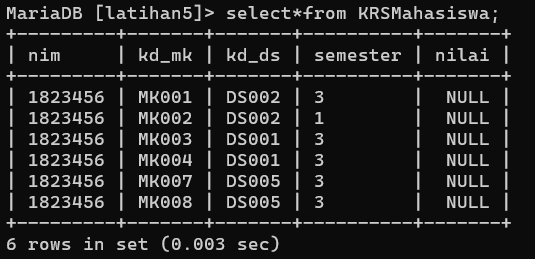 MariaDB [latihan5]> select*from KRSMahasiswa;
+---------+-------+-------+----------+-------+
| nim     | kd_mk | kd_ds | semester | nilai |
+---------+-------+-------+----------+-------+
| 1823456 | MK001 | DS002 | 3        |  NULL |
| 1823456 | MK002 | DS002 | 1        |  NULL |
| 1823456 | MK003 | DS001 | 3        |  NULL |
| 1823456 | MK004 | DS001 | 3        |  NULL |
| 1823456 | MK007 | DS005 | 3        |  NULL |
| 1823456 | MK008 | DS005 | 3        |  NULL |
+---------+-------+-------+----------+-------+
6 rows in set (0.003 sec)